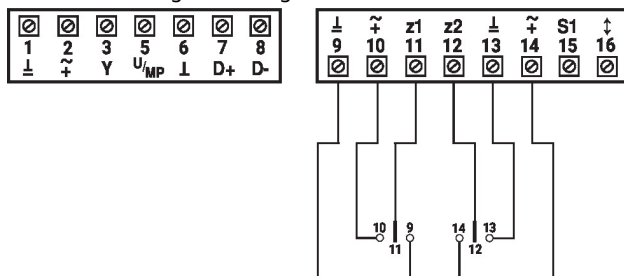 1 2 3 5 6 7 8
⏚ ~+ Y U/MP ⊥ D+ D-
⏚ ~+ z1 z2 ⏚ ~+ S1 ↕
9 10 11 12 13 14 15 16
10 9 14 13
11 12